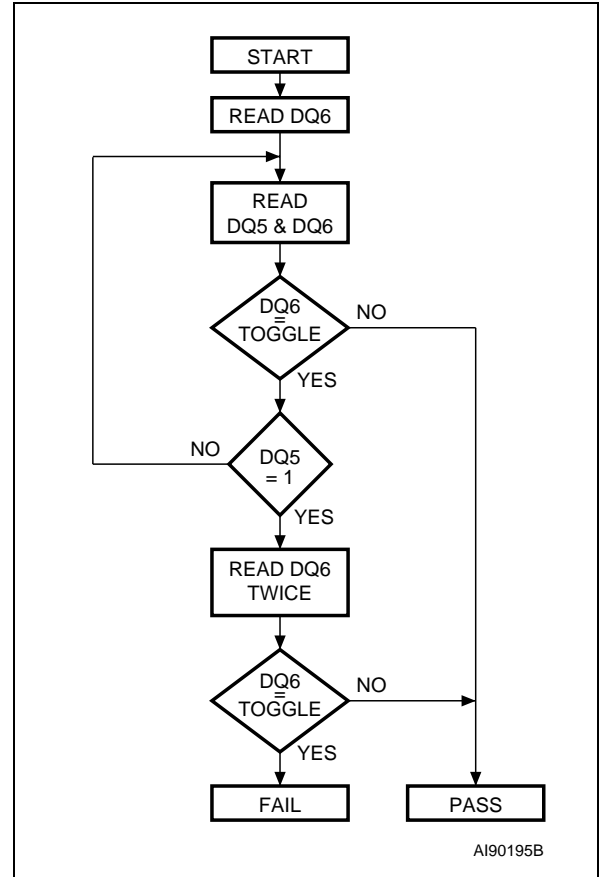 START
READ DQ6
READ
DQ5 & DQ6
DQ6
=
TOGGLE
NO
YES
NO
DQ5
= 1
YES
READ DQ6
TWICE
DQ6
=
TOGGLE
NO
YES
FAIL
PASS
AI90195B